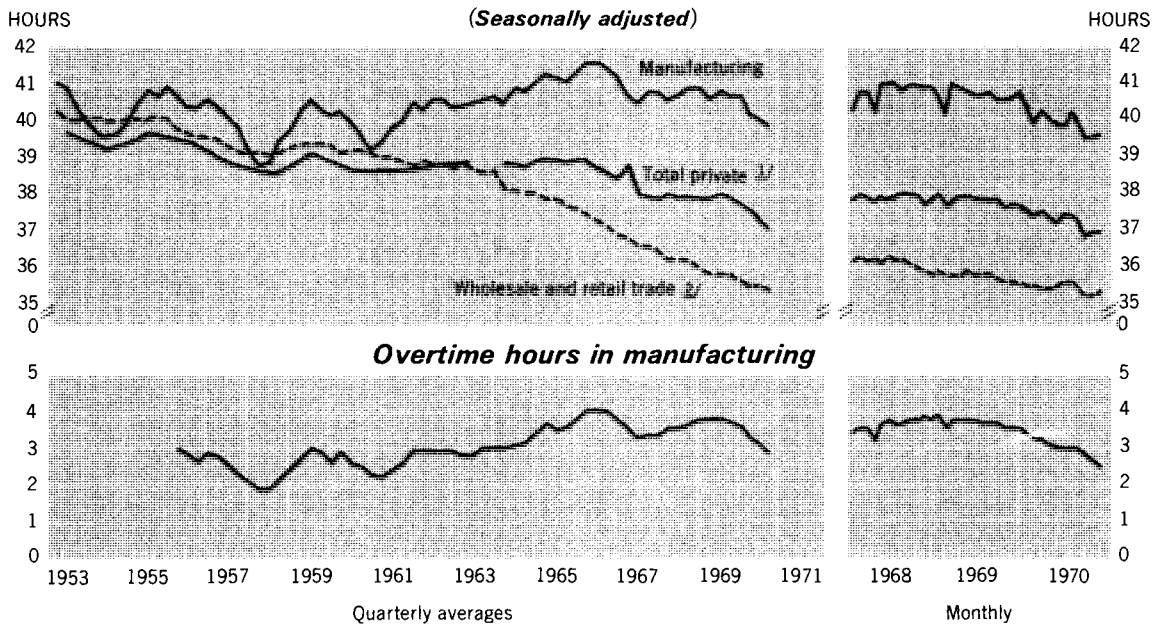 (Seasonally adjusted)
HOURS
HOURS
42
41
40
39
38
37
36
35
0
Manufacturing
Total private 1/
Wholesale and retail trade 2/
42
41
40
39
38
37
36
35
0
Overtime hours in manufacturing
5
4
3
2
1
0
5
4
3
2
1
0
1953 1955 1957 1959 1961 1963 1965 1967 1969 1971
1968 1969 1970
Quarterly averages
Monthly